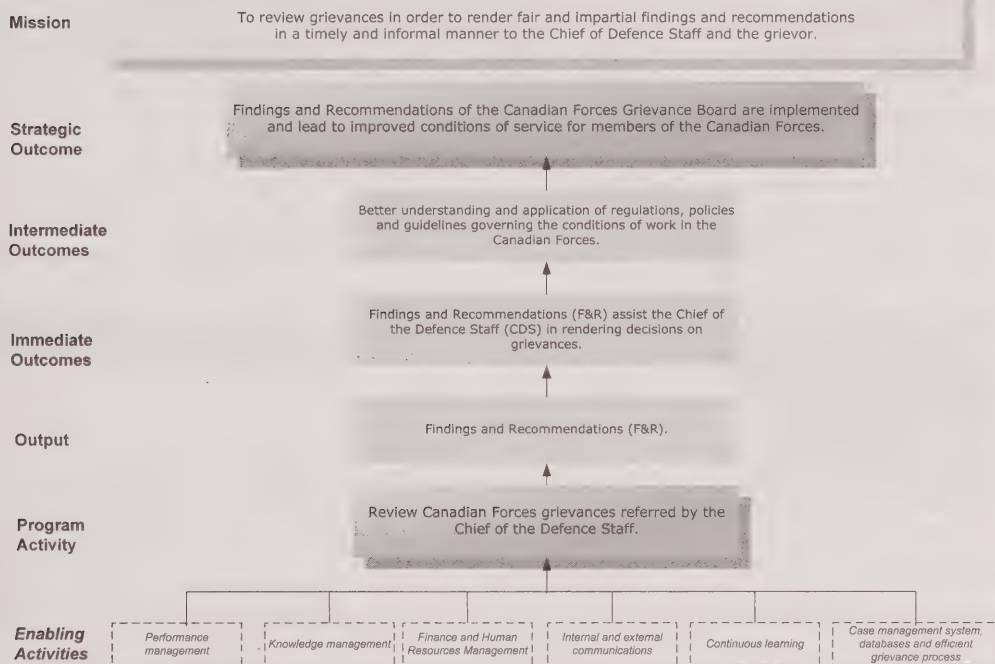 Mission
To review grievances in order to render fair and impartial findings and recommendations
in a timely and informal manner to the Chief of Defence Staff and the grievor.
Strategic
Outcome
Findings and Recommendations of the Canadian Forces Grievance Board are implemented
and lead to improved conditions of service for members of the Canadian Forces.
Intermediate
Outcomes
Better understanding and application of regulations, policies
and guidelines governing the conditions of work in the
Canadian Forces.
Immediate
Outcomes
Findings and Recommendations (F&R) assist the Chief of
the Defence Staff (CDS) in rendering decisions on
grievances.
Output
Findings and Recommendations (F&R).
Program
Activity
Review Canadian Forces grievances referred by the
Chief of the Defence Staff.
Enabling
Activities
Performance
management
Knowledge management
Finance and Human
Resources Management
Internal and external
communications
Continuous learning
Case management system,
databases and efficient
grievance process